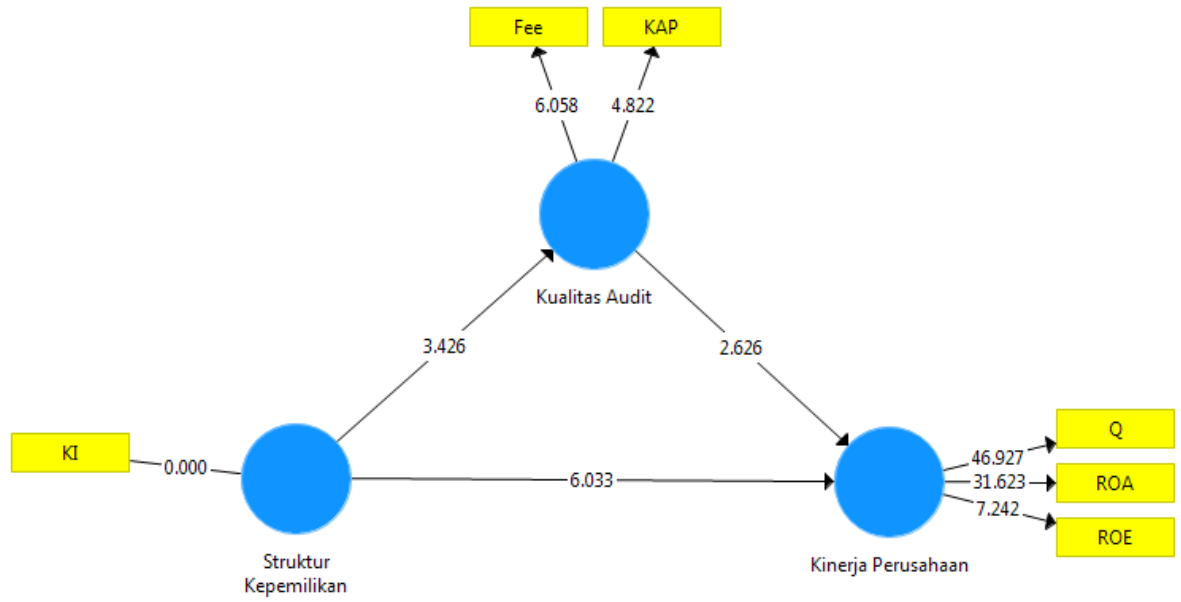 Fee
KAP
6.058
4.822
Kualitas Audit
3.426
2.626
KI
0.000
6.033
Q
46.927
31.623
ROA
7.242
ROE
Struktur
Kepemilikan
Kinerja Perusahaan